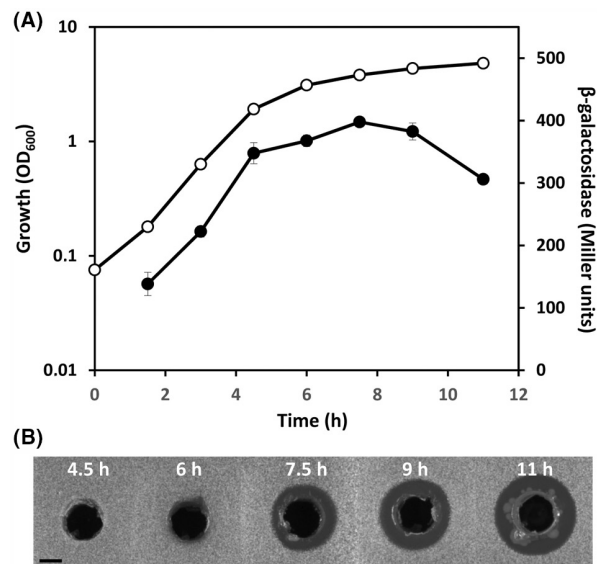 (A)
10
1
0.1
0.01
Growth (OD600)
500
400
300
200
100
0
β-galactosidase (Miller units)
0 2 4 6 8 10 12
Time (h)
(B)
4.5 h 6 h 7.5 h 9 h 11 h